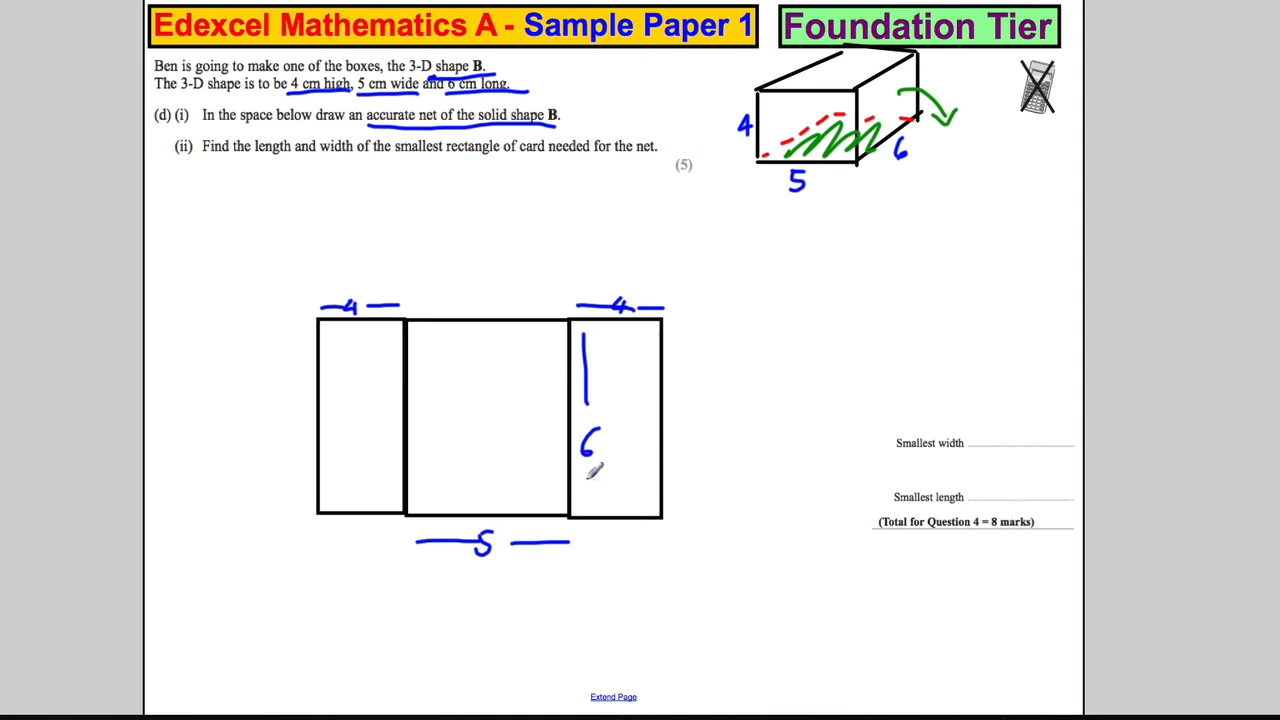 Edexcel Mathematics A - Sample Paper 1
Foundation Tier
Ben is going to make one of the boxes, the 3-D shape B.
The 3-D shape is to be 4 cm high, 5 cm wide and 6 cm long.
(d) (i) In the space below draw an accurate net of the solid shape B.
(ii) Find the length and width of the smallest rectangle of card needed for the net.
(5)
4
6
5
4
4
6
5
Smallest width
Smallest length
(Total for Question 4 = 8 marks)
Extend Page